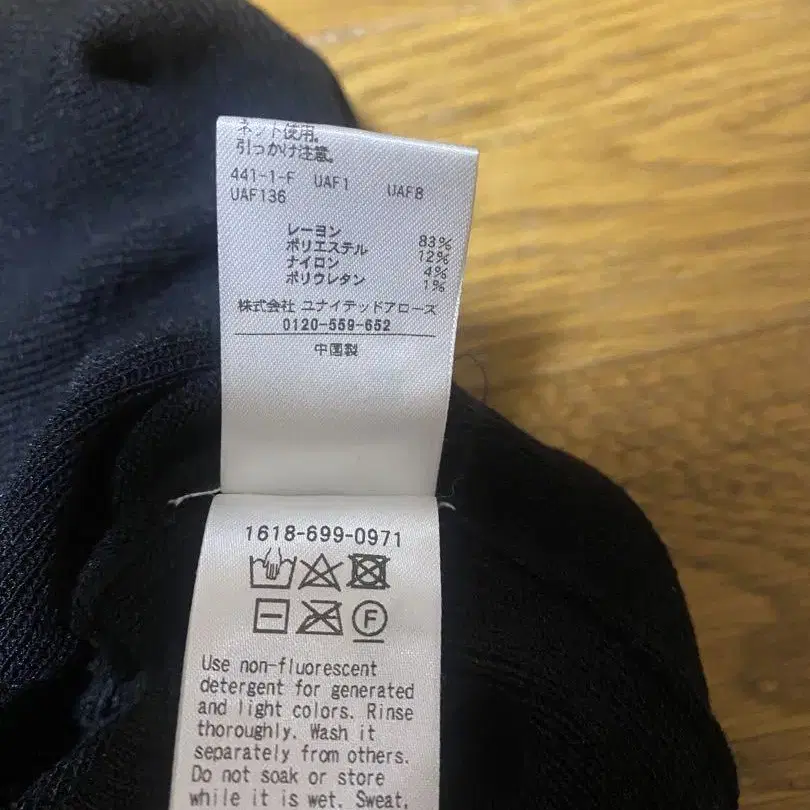 ネット使用。
引っかけ注意。
441-1-F UAF1 UAF8
UAF136
レーヨン 83%
ポリエステル 12%
ナイロン 4%
ポリウレタン 1%
株式会社 ユナイテッドアローズ
0120-559-652
中国製
1618-699-0971
F
Use non-fluorescent
detergent for generated
and light colors. Rinse
thoroughly. Wash it
separately from others.
Do not soak or store
while it is wet. Sweat,